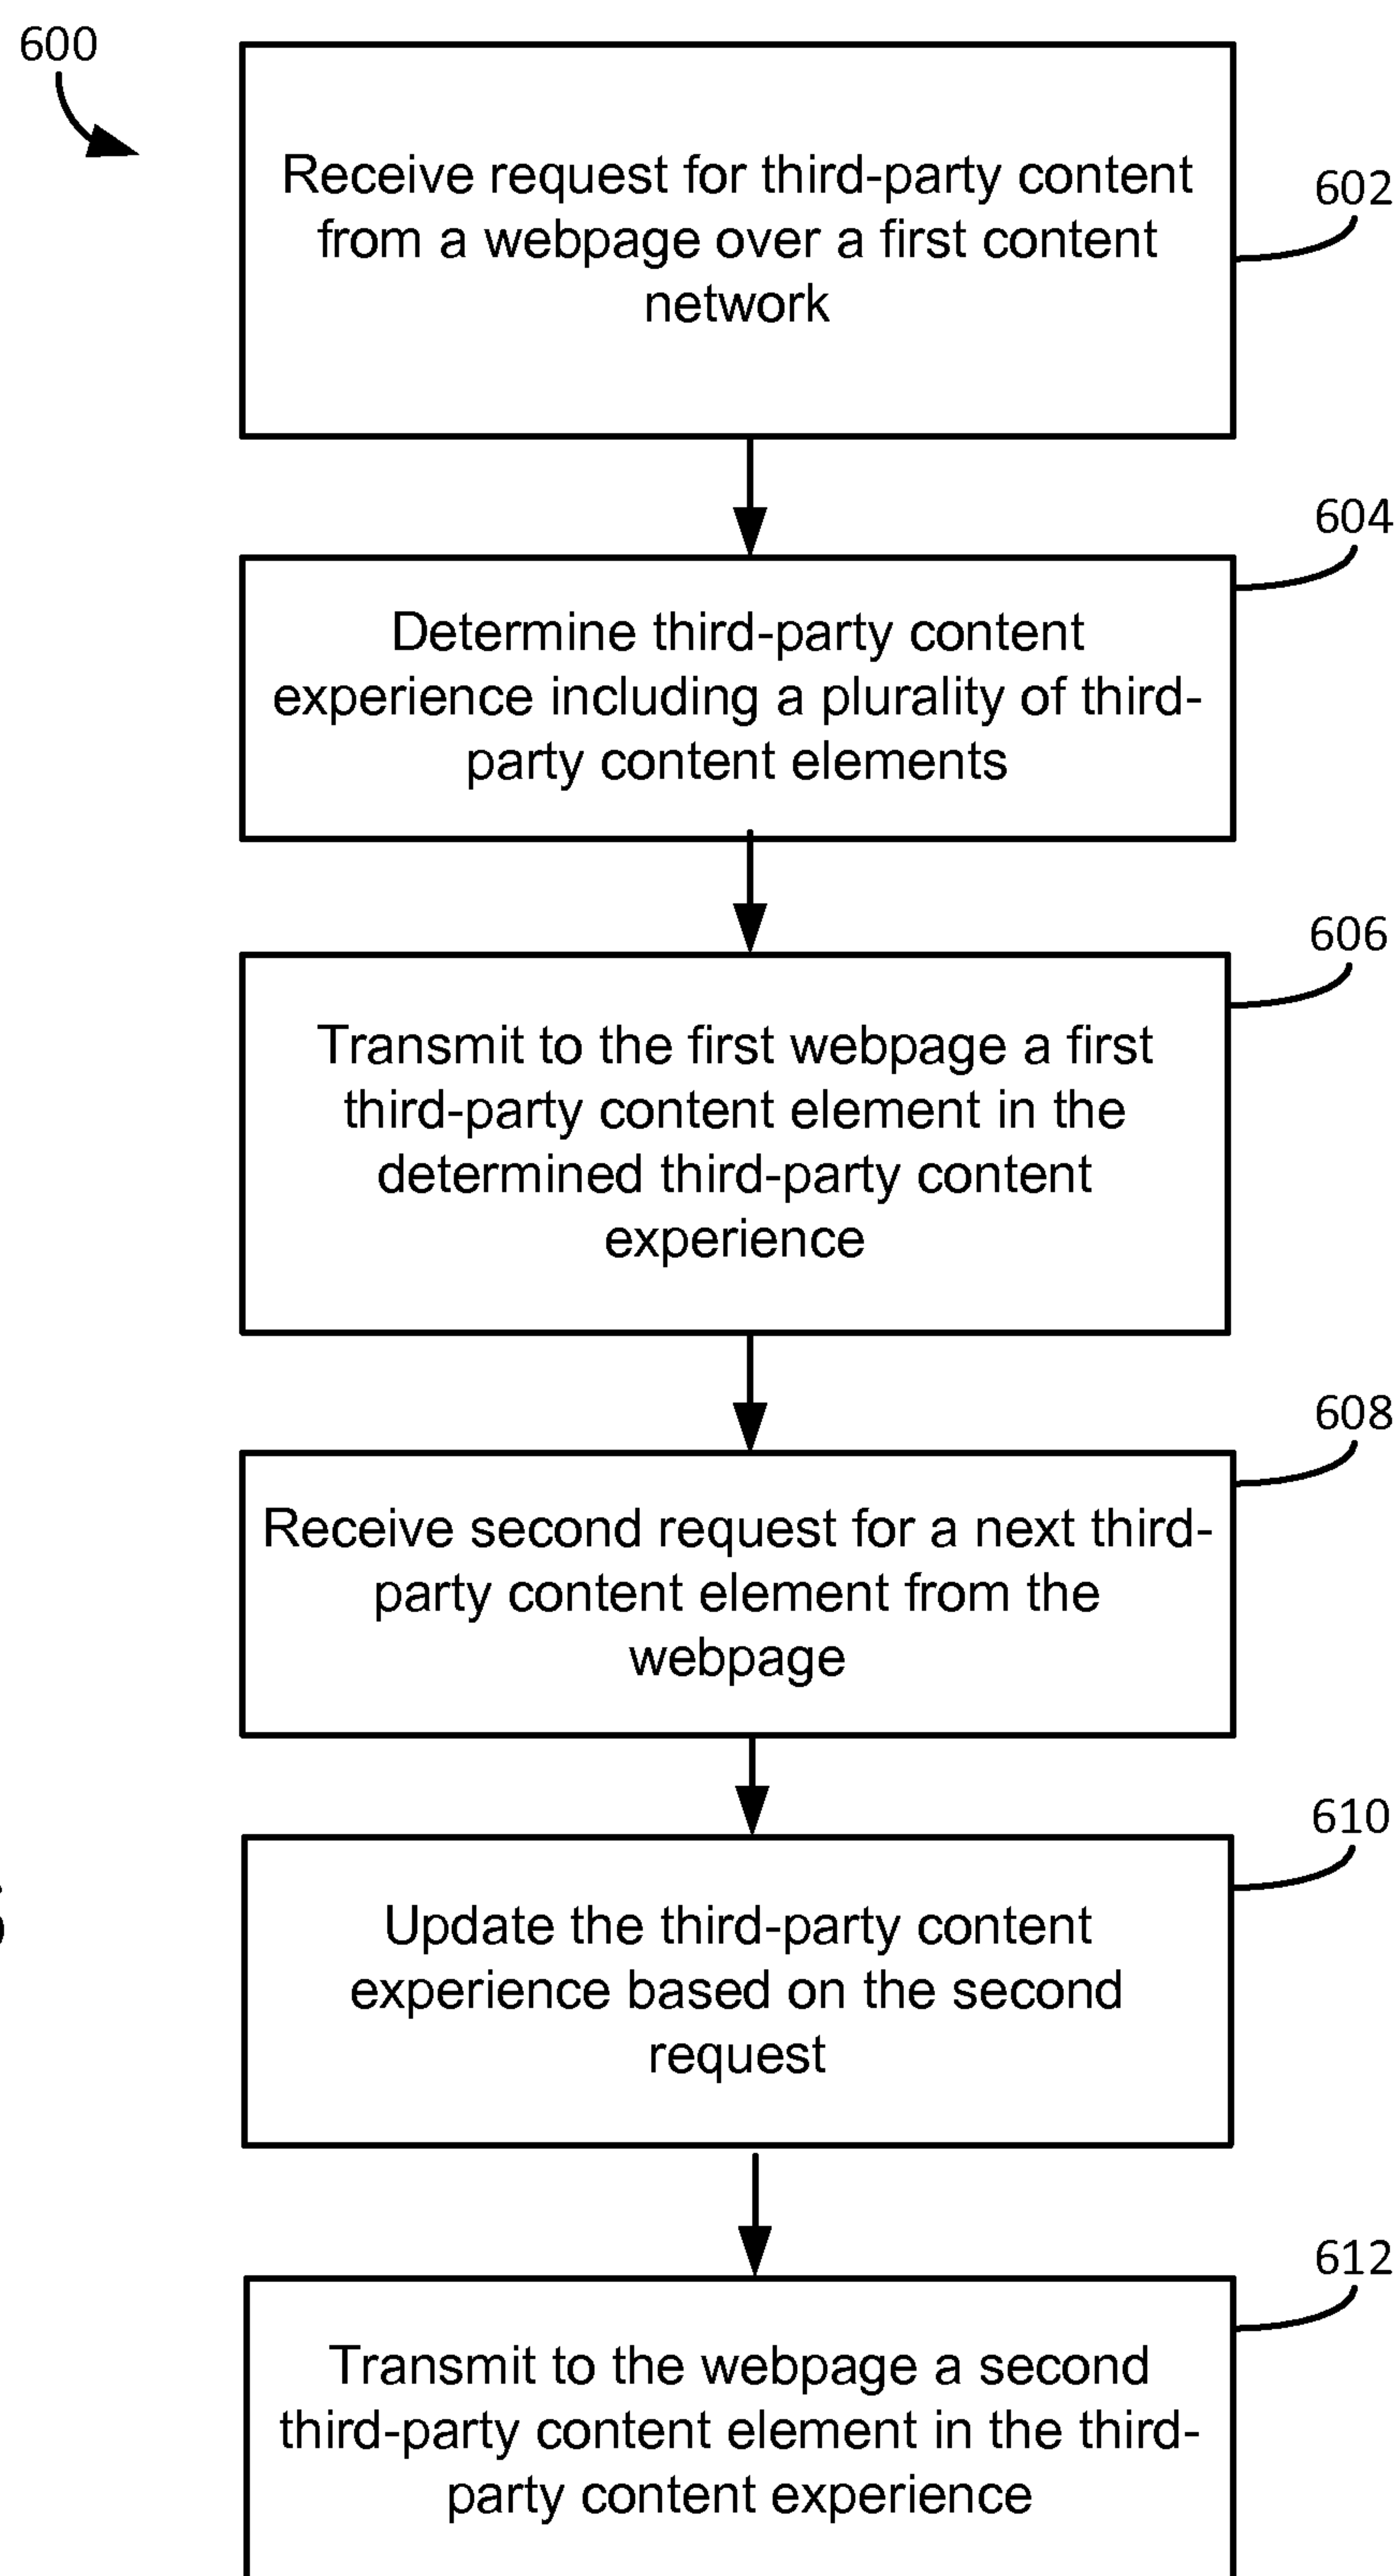 600
Receive request for third-party content
from a webpage over a first content
network
602
604
Determine third-party content
experience including a plurality of third-
party content elements
606
Transmit to the first webpage a first
third-party content element in the
determined third-party content
experience
608
Receive second request for a next third-
party content element from the
webpage
610
Update the third-party content
experience based on the second
request
612
Transmit to the webpage a second
third-party content element in the third-
party content experience